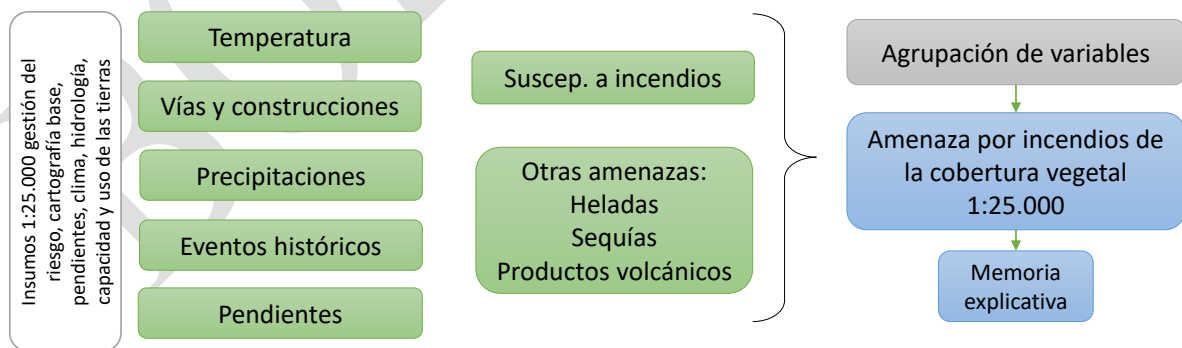 Insumos 1:25.000 gestión del
riesgo, cartografía base,
pendientes, clima, hidrología,
capacidad y uso de las tierras
Temperatura
Vías y construcciones
Precipitaciones
Eventos históricos
Pendientes
Suscep. a incendios
Otras amenazas:
Heladas
Sequías
Productos volcánicos
Agrupación de variables
Amenaza por incendios de
la cobertura vegetal
1:25.000
Memoria
explicativa